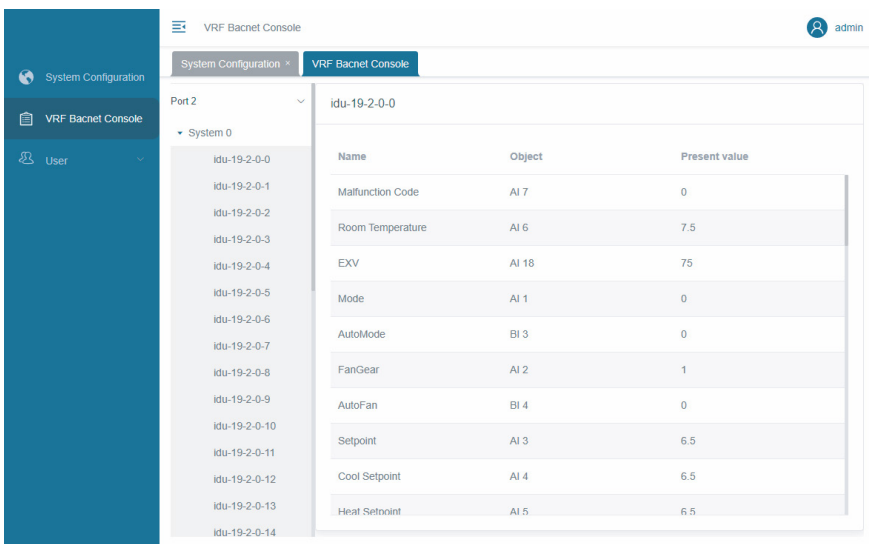 VRF Bacnet Console
admin
System Configuration ×
VRF Bacnet Console
System Configuration
VRF Bacnet Console
User
Port 2
System 0
idu-19-2-0-0
idu-19-2-0-1
idu-19-2-0-2
idu-19-2-0-3
idu-19-2-0-4
idu-19-2-0-5
idu-19-2-0-6
idu-19-2-0-7
idu-19-2-0-8
idu-19-2-0-9
idu-19-2-0-10
idu-19-2-0-11
idu-19-2-0-12
idu-19-2-0-13
idu-19-2-0-14
idu-19-2-0-0
Name Object Present value
Malfunction Code AI 7 0
Room Temperature AI 6 7.5
EXV AI 18 75
Mode AI 1 0
AutoMode BI 3 0
FanGear AI 2 1
AutoFan BI 4 0
Setpoint AI 3 6.5
Cool Setpoint AI 4 6.5
Heat Setpoint AI 5 6.5